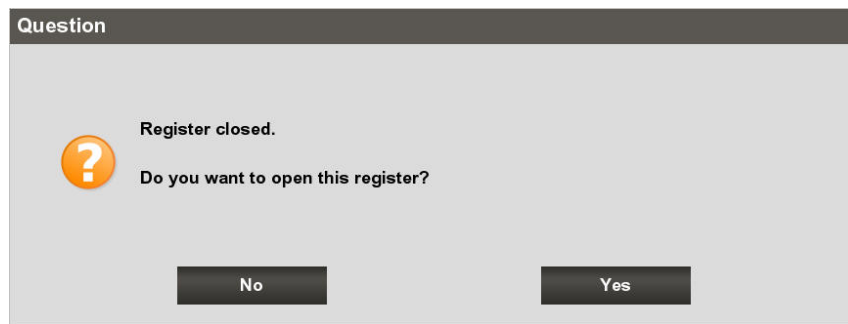 Question
Register closed.
Do you want to open this register?
No Yes